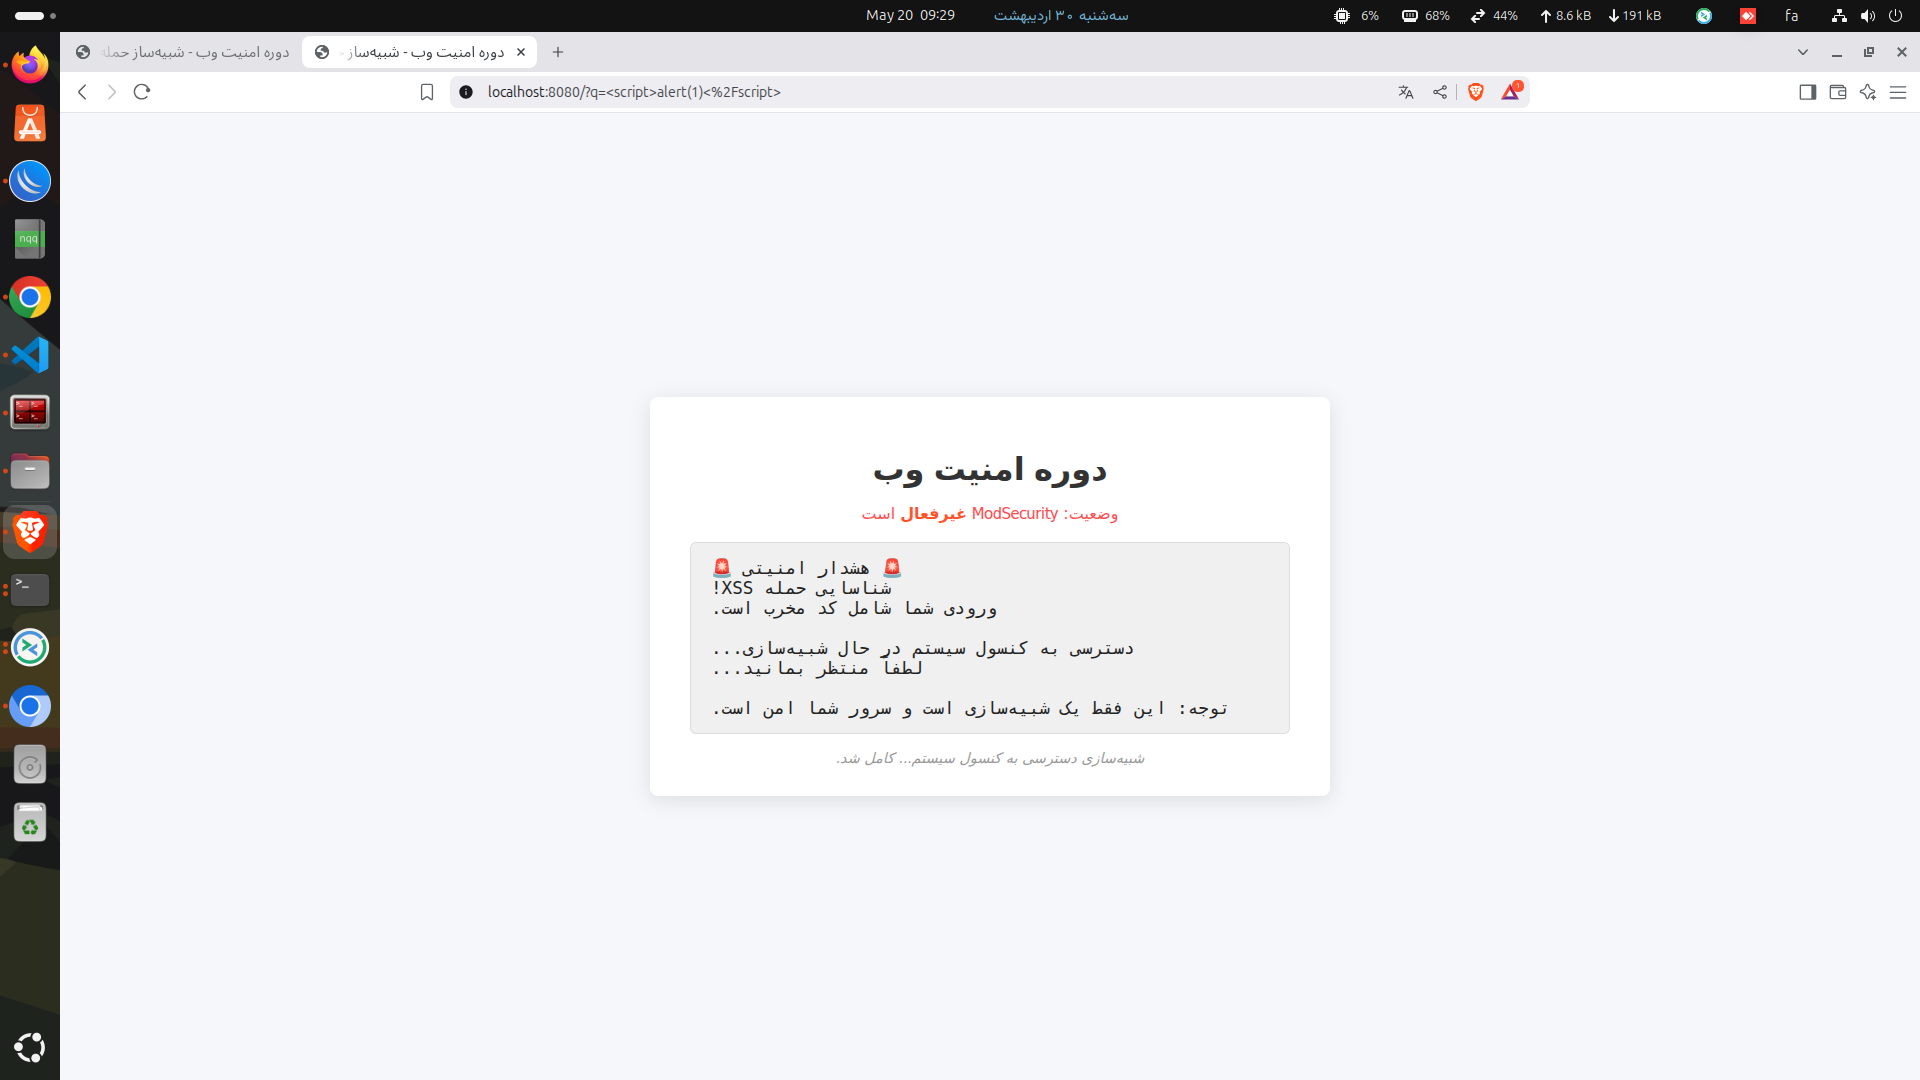 May 20 09:29
سه‌شنبه ۳۰ اردیبهشت
6%
68%
44%
8.6 kB
191 kB
fa
دوره امنیت وب - شبیه‌ساز حمله
دوره امنیت وب - شبیه‌ساز -
localhost:8080/?q=<script>alert(1)<%2Fscript>
1
nqq
دوره امنیت وب
وضعیت: ModSecurity غیرفعال است
🚨 هشدار امنیتی 🚨
شناسایی حمله XSS!
ورودی شما شامل کد مخرب است.
دسترسی به کنسول سیستم در حال شبیه‌سازی...
لطفاً منتظر بمانید...
توجه: این فقط یک شبیه‌سازی است و سرور شما امن است.
شبیه‌سازی دسترسی به کنسول سیستم... کامل شد.